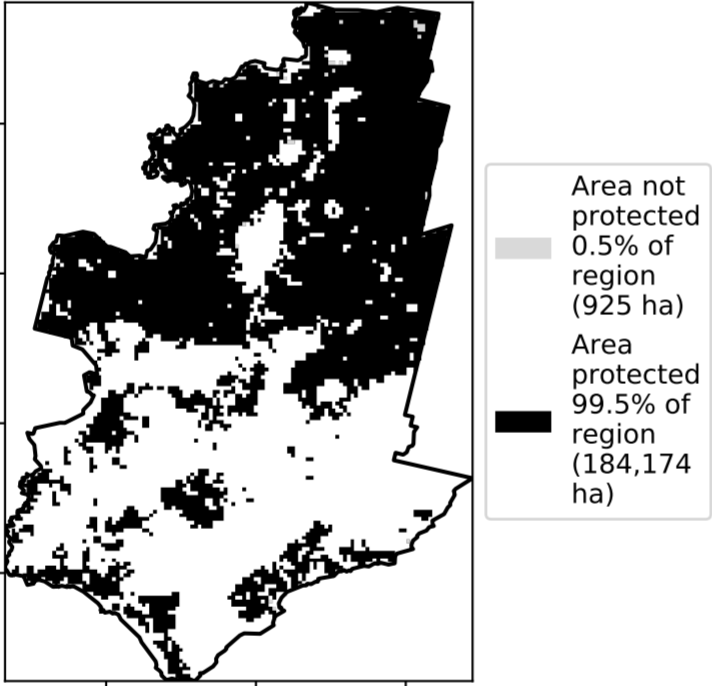 Area not
protected
0.5% of
region
(925 ha)
Area
protected
99.5% of
region
(184,174
ha)